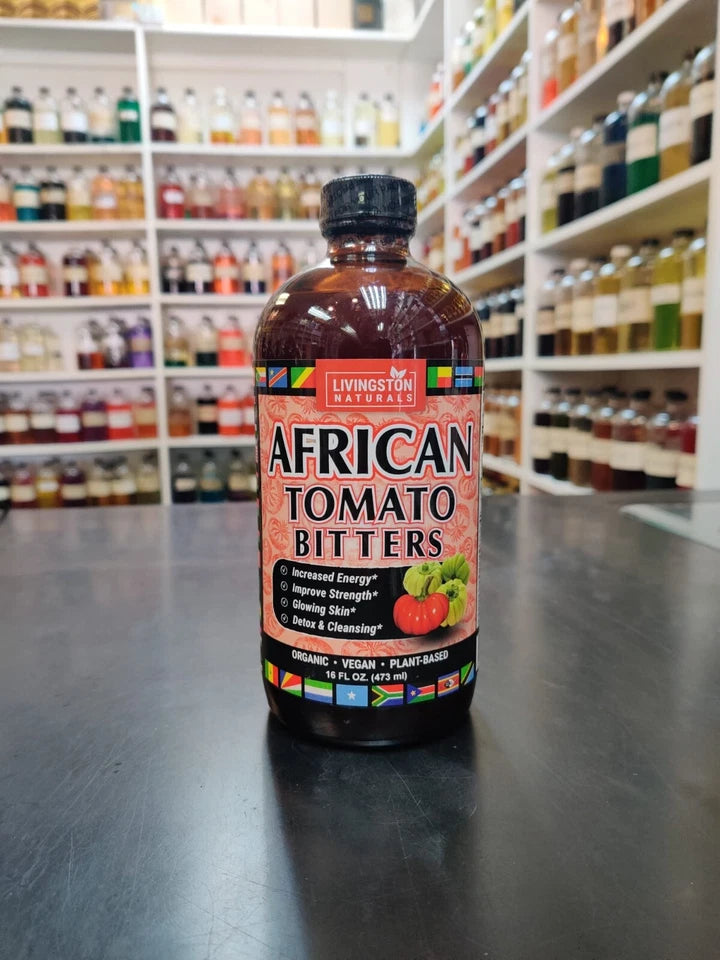 LIVINGSTON
NATURALS
AFRICAN
TOMATO
BITTERS
Increased Energy*
Improve Strength*
Glowing Skin*
Detox & Cleansing*
ORGANIC • VEGAN • PLANT-BASED
16 FL OZ. (473 ml)